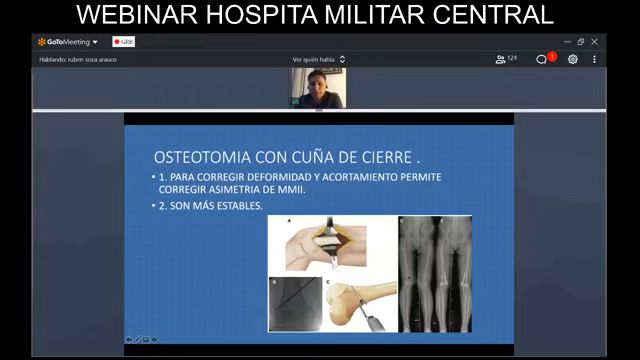 WEBINAR HOSPITA MILITAR CENTRAL
GoToMeeting
GRB
Hablando: ruben sosa arauco
Ver quién habla
124
1
OSTEOTOMIA CON CUÑA DE CIERRE .
• 1. PARA CORREGIR DEFORMIDAD Y ACORTAMIENTO PERMITE
CORREGIR ASIMETRIA DE MMII.
• 2. SON MÁS ESTABLES.
A
B
C
D